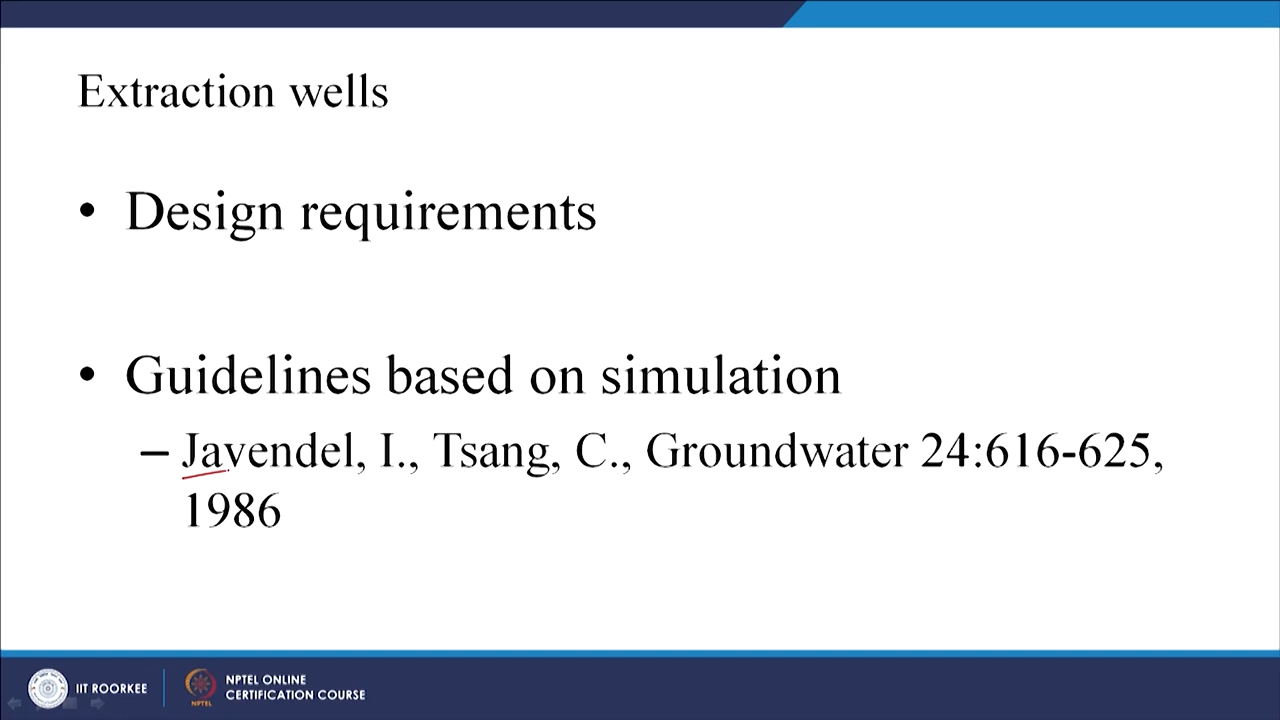 Extraction wells
• Design requirements
• Guidelines based on simulation
– Javendel, I., Tsang, C., Groundwater 24:616-625,
1986
IIT ROORKEE
NPTEL ONLINE
CERTIFICATION COURSE
NPTEL